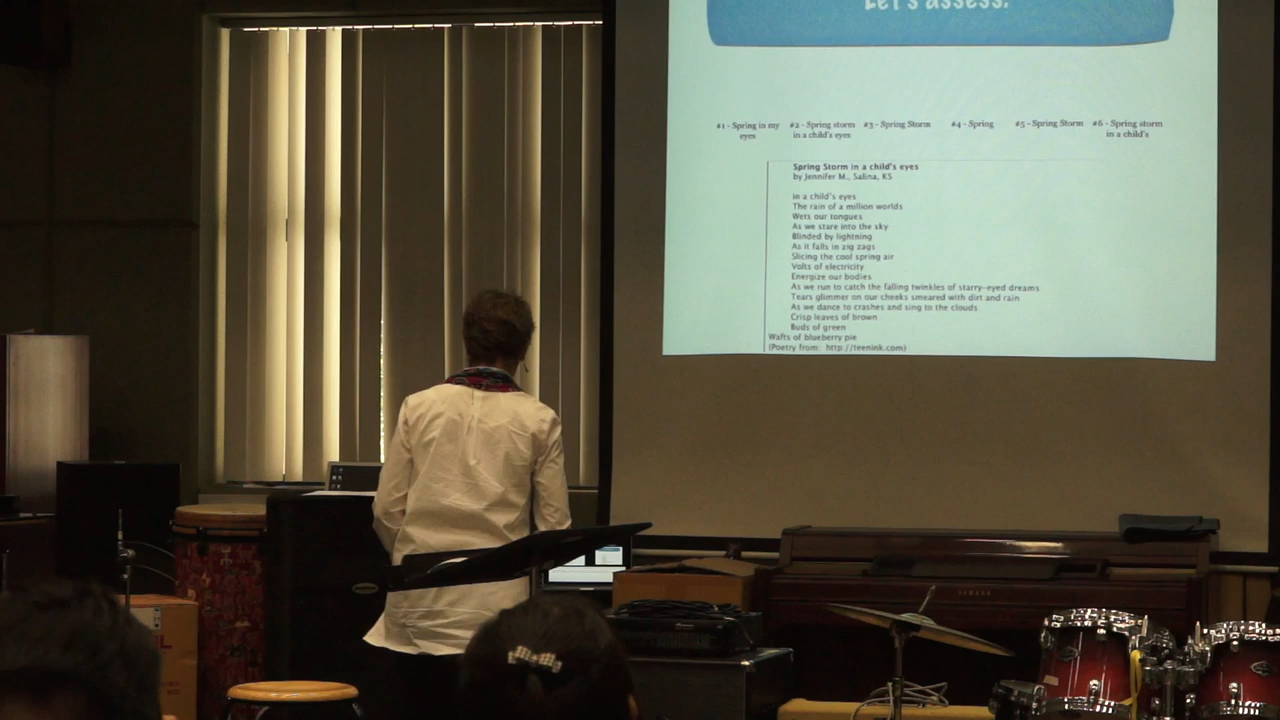 Let's assess.
#1 - Spring in my eyes
#2 - Spring storm in a child's eyes
#3 - Spring Storm
#4 - Spring
#5 - Spring Storm
#6 - Spring storm in a child's
Spring Storm in a child's eyes
by Jennifer M., Salina, KS
in a child's eyes
The rain of a million worlds
Wets our tongues
As we stare into the sky
Blinded by lightning
As it falls in zig zags
Slicing the cool spring air
Volts of electricity
Energize our bodies
As we run to catch the falling twinkles of starry-eyed dreams
Tears glimmer on our cheeks smeared with dirt and rain
As we dance to crashes and sing to the clouds
Crisp leaves of brown
Buds of green
Wafts of blueberry pie
(Poetry from: http://teenink.com)
YAMAHA